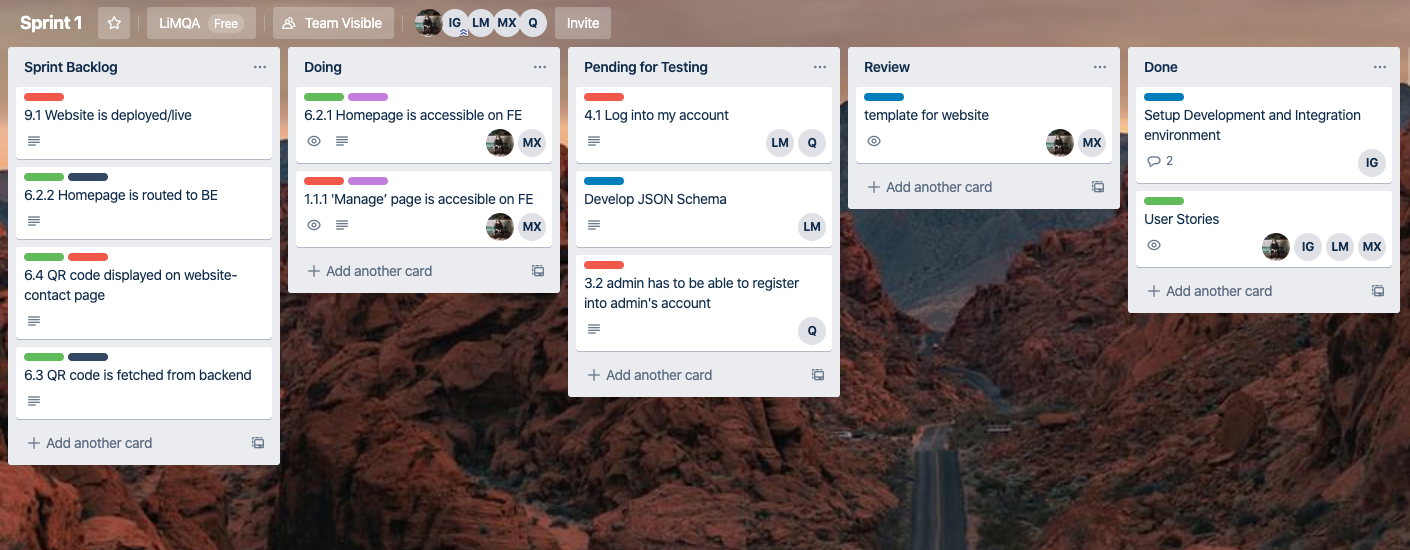 Sprint 1 LiMQA Free Team Visible IG LM MX Q Invite
Sprint Backlog
9.1 Website is deployed/live
6.2.2 Homepage is routed to BE
6.4 QR code displayed on website-
contact page
6.3 QR code is fetched from backend
+ Add another card
Doing
6.2.1 Homepage is accessible on FE
MX
1.1.1 'Manage’ page is accesible on FE
MX
+ Add another card
Pending for Testing
4.1 Log into my account
LM Q
Develop JSON Schema
LM
3.2 admin has to be able to register
into admin's account
Q
+ Add another card
Review
template for website
MX
+ Add another card
Done
Setup Development and Integration
environment
2 IG
User Stories
IG LM MX
+ Add another card